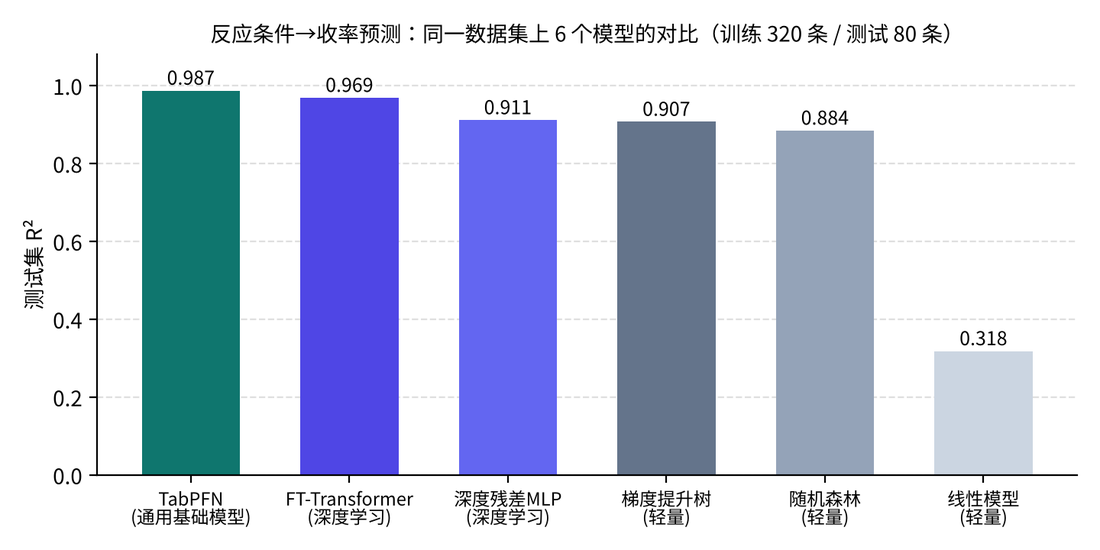 反应条件→收率预测：同一数据集上 6 个模型的对比（训练 320 条 / 测试 80 条）
测试集 R²
1.0
0.8
0.6
0.4
0.2
0.0
0.987
0.969
0.911
0.907
0.884
0.318
TabPFN
(通用基础模型)
FT-Transformer
(深度学习)
深度残差MLP
(深度学习)
梯度提升树
(轻量)
随机森林
(轻量)
线性模型
(轻量)